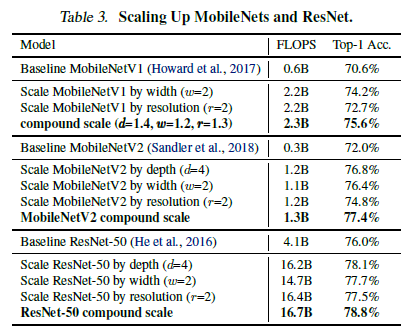 Table 3. Scaling Up MobileNets and ResNet.
Model FLOPS Top-1 Acc.
Baseline MobileNetV1 (Howard et al., 2017) 0.6B 70.6%
Scale MobileNetV1 by width (w=2) 2.2B 74.2%
Scale MobileNetV1 by resolution (r=2) 2.2B 72.7%
compound scale (d=1.4, w=1.2, r=1.3) 2.3B 75.6%
Baseline MobileNetV2 (Sandler et al., 2018) 0.3B 72.0%
Scale MobileNetV2 by depth (d=4) 1.2B 76.8%
Scale MobileNetV2 by width (w=2) 1.1B 76.4%
Scale MobileNetV2 by resolution (r=2) 1.2B 74.8%
MobileNetV2 compound scale 1.3B 77.4%
Baseline ResNet-50 (He et al., 2016) 4.1B 76.0%
Scale ResNet-50 by depth (d=4) 16.2B 78.1%
Scale ResNet-50 by width (w=2) 14.7B 77.7%
Scale ResNet-50 by resolution (r=2) 16.4B 77.5%
ResNet-50 compound scale 16.7B 78.8%